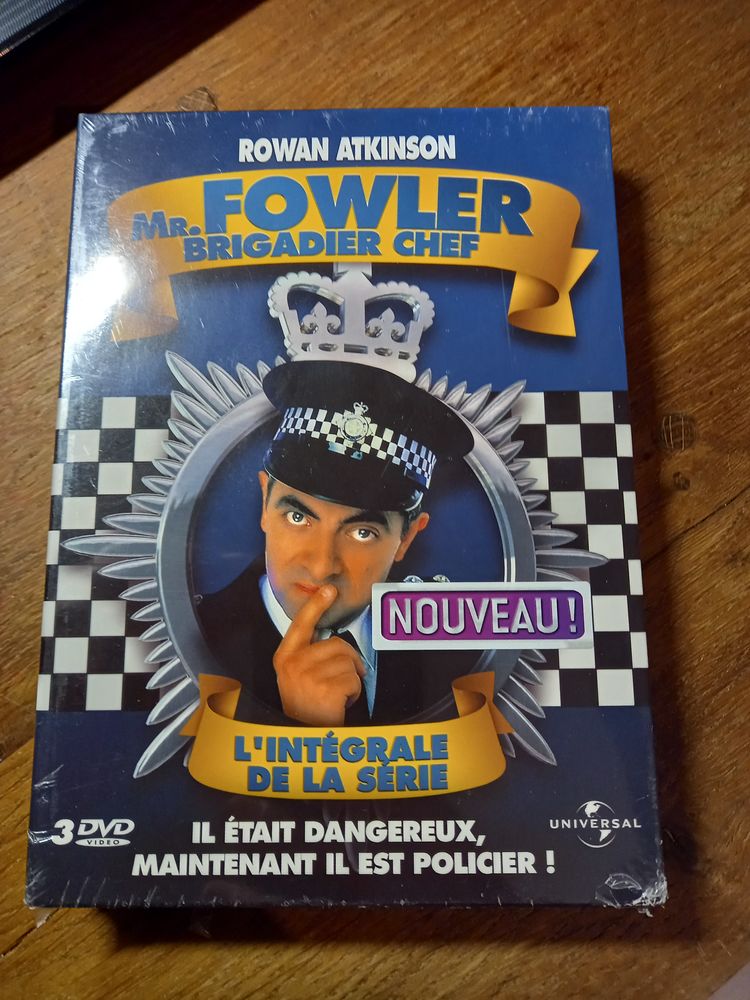 ROWAN ATKINSON
MR. FOWLER
BRIGADIER CHEF
NOUVEAU !
L'INTÉGRALE
DE LA SÉRIE
3 DVD
VIDEO
IL ÉTAIT DANGEREUX,
MAINTENANT IL EST POLICIER !
UNIVERSAL